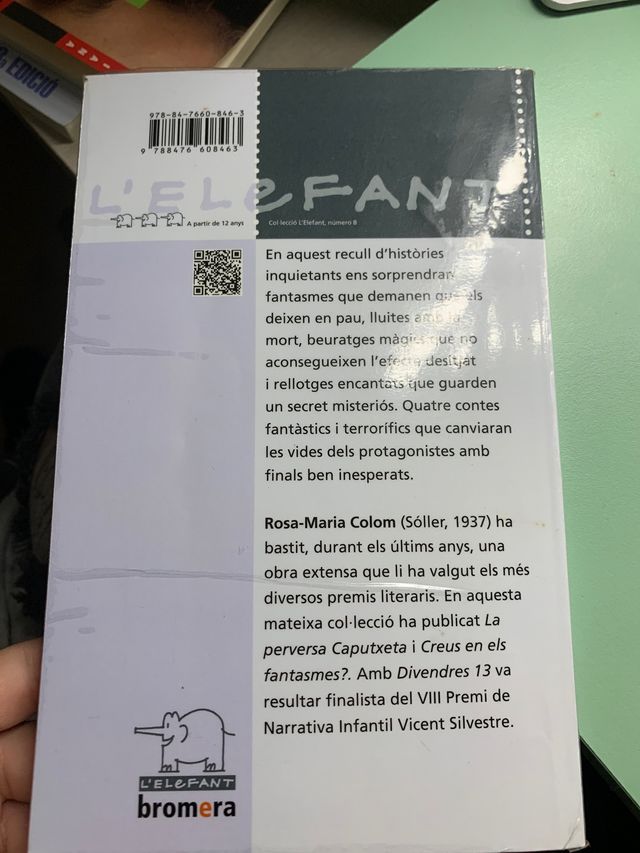 EDICIÓ
978-84-7660-846-3
9 788476 608463
L'ELEFANT
A partir de 12 anys
Col·lecció L'Elefant, número 8
En aquest recull d'històries
inquietants ens sorprendran
fantasmes que demanen que els
deixen en pau, lluites amb la
mort, beuratges màgics que no
aconsegueixen l'efecte desitjat
i rellotges encantats que guarden
un secret misteriós. Quatre contes
fantàstics i terrorífics que canviaran
les vides dels protagonistes amb
finals ben inesperats.
Rosa-Maria Colom (Sóller, 1937) ha
bastit, durant els últims anys, una
obra extensa que li ha valgut els més
diversos premis literaris. En aquesta
mateixa col·lecció ha publicat La
perversa Caputxeta i Creus en els
fantasmes?. Amb Divendres 13 va
resultar finalista del VIII Premi de
Narrativa Infantil Vicent Silvestre.
L'ELEFANT
bromera